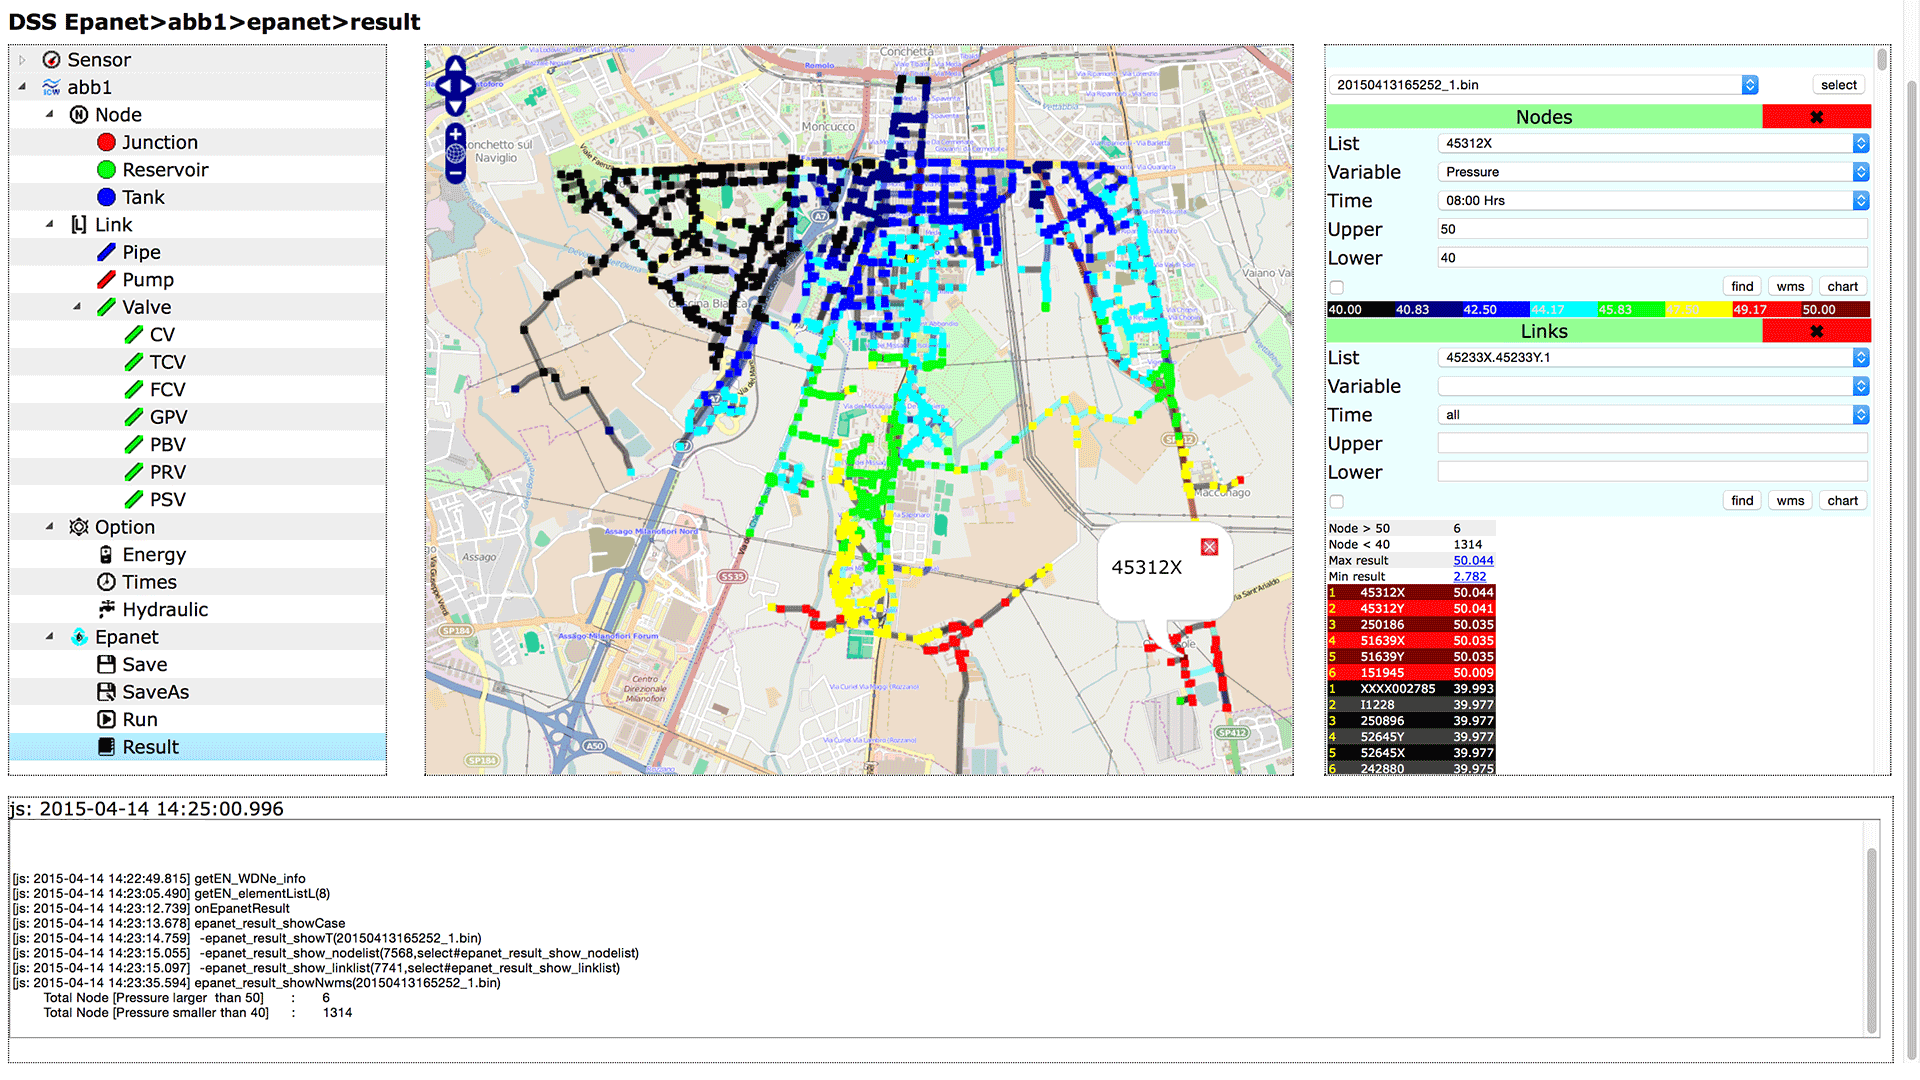 DSS Epanet>abb1>epanet>result
Sensor
abb1
Node
Junction
Reservoir
Tank
Link
Pipe
Pump
Valve
CV
TCV
FCV
GPV
PBV
PRV
PSV
Option
Energy
Times
Hydraulic
Epanet
Save
SaveAs
Run
Result
Conchetta
Romolo
Moncucco
Conchetto sul
Naviglio
A7
Cascina Bianca
Vaiano Va
Macconago
Assago Milanofiori Nord
Assago
SS35
Assago Milanofiori Forum
SP184
Centro
Direzionale
Milanofiori
Via Sant'Arialdo
SP412
A50
SP184
45312X
20150413165252_1.bin
select
Nodes
List 45312X
Variable Pressure
Time 08:00 Hrs
Upper 50
Lower 40
find wms chart
40.00 40.83 42.50 44.17 45.83 49.17 50.00
Links
List 45233X.45233Y.1
Variable
Time all
Upper
Lower
find wms chart
Node > 50 6
Node < 40 1314
Max result 50.044
Min result 2.782
1 45312X 50.044
2 45312Y 50.041
3 250186 50.035
4 51639X 50.035
5 51639Y 50.035
6 151945 50.009
1 XXXX002785 39.993
2 I1228 39.977
3 250896 39.977
4 52645Y 39.977
5 52645X 39.977
6 242880 39.975
js: 2015-04-14 14:25:00.996
[js: 2015-04-14 14:22:49.815] getEN_WDNe_info
[js: 2015-04-14 14:23:05.490] getEN_elementListL(8)
[js: 2015-04-14 14:23:12.739] onEpanetResult
[js: 2015-04-14 14:23:13.678] epanet_result_showCase
[js: 2015-04-14 14:23:14.759] -epanet_result_showT(20150413165252_1.bin)
[js: 2015-04-14 14:23:15.055] -epanet_result_show_nodelist(7568,select#epanet_result_show_nodelist)
[js: 2015-04-14 14:23:15.097] -epanet_result_show_linklist(7741,select#epanet_result_show_linklist)
[js: 2015-04-14 14:23:35.594] epanet_result_showNwms(20150413165252_1.bin)
Total Node [Pressure larger than 50] : 6
Total Node [Pressure smaller than 40] : 1314